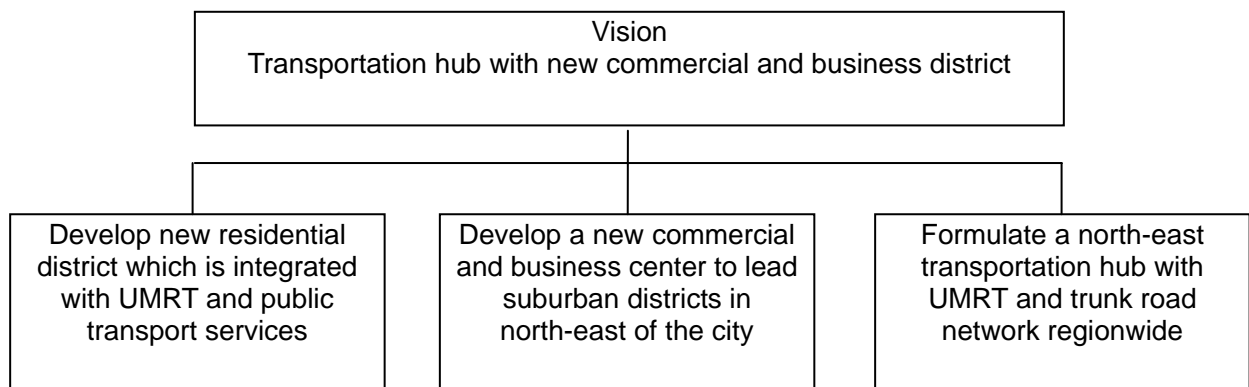 Vision
Transportation hub with new commercial and business district
Develop new residential
district which is integrated
with UMRT and public
transport services
Develop a new commercial
and business center to lead
suburban districts in
north-east of the city
Formulate a north-east
transportation hub with
UMRT and trunk road
network regionwide